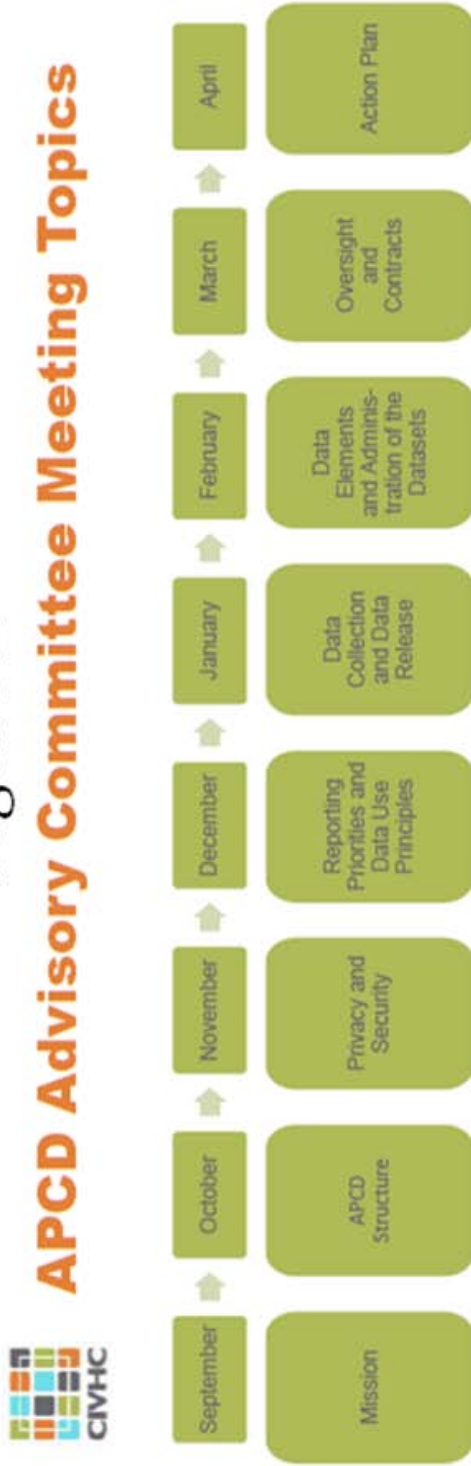 APCD Advisory Committee Meeting Topics
CIVHC
September
October
November
December
January
February
March
April
Mission
APCD
Structure
Privacy and
Security
Reporting
Priorities and
Data Use
Principles
Data
Collection
and Data
Release
Data
Elements
and Adminis-
tration of the
Datasets
Oversight
and
Contracts
Action Plan